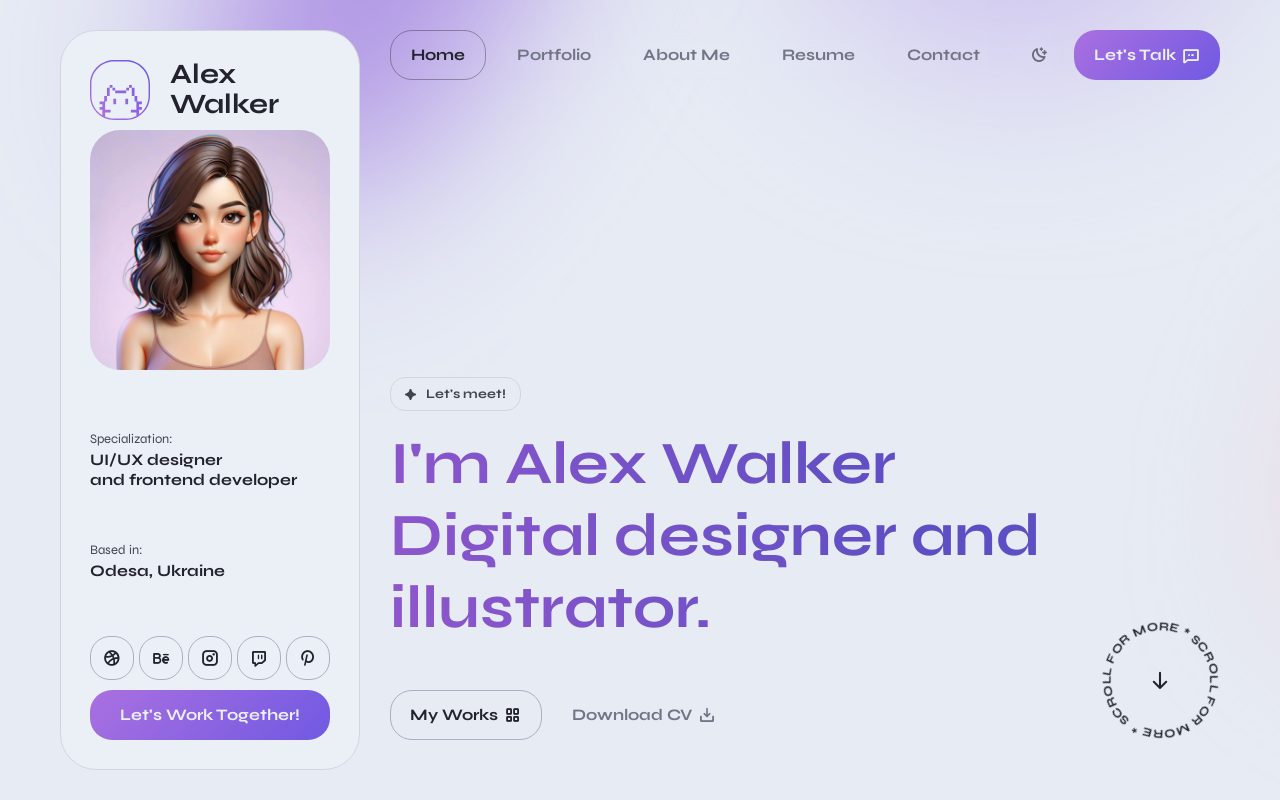 Alex
Walker
Home
Portfolio
About Me
Resume
Contact
Let's Talk
Specialization:
UI/UX designer
and frontend developer
Based in:
Odesa, Ukraine
Bē
Let's Work Together!
Let's meet!
I'm Alex Walker
Digital designer and
illustrator.
My Works
Download CV
SCROLL FOR MORE * SCROLL FOR MORE *